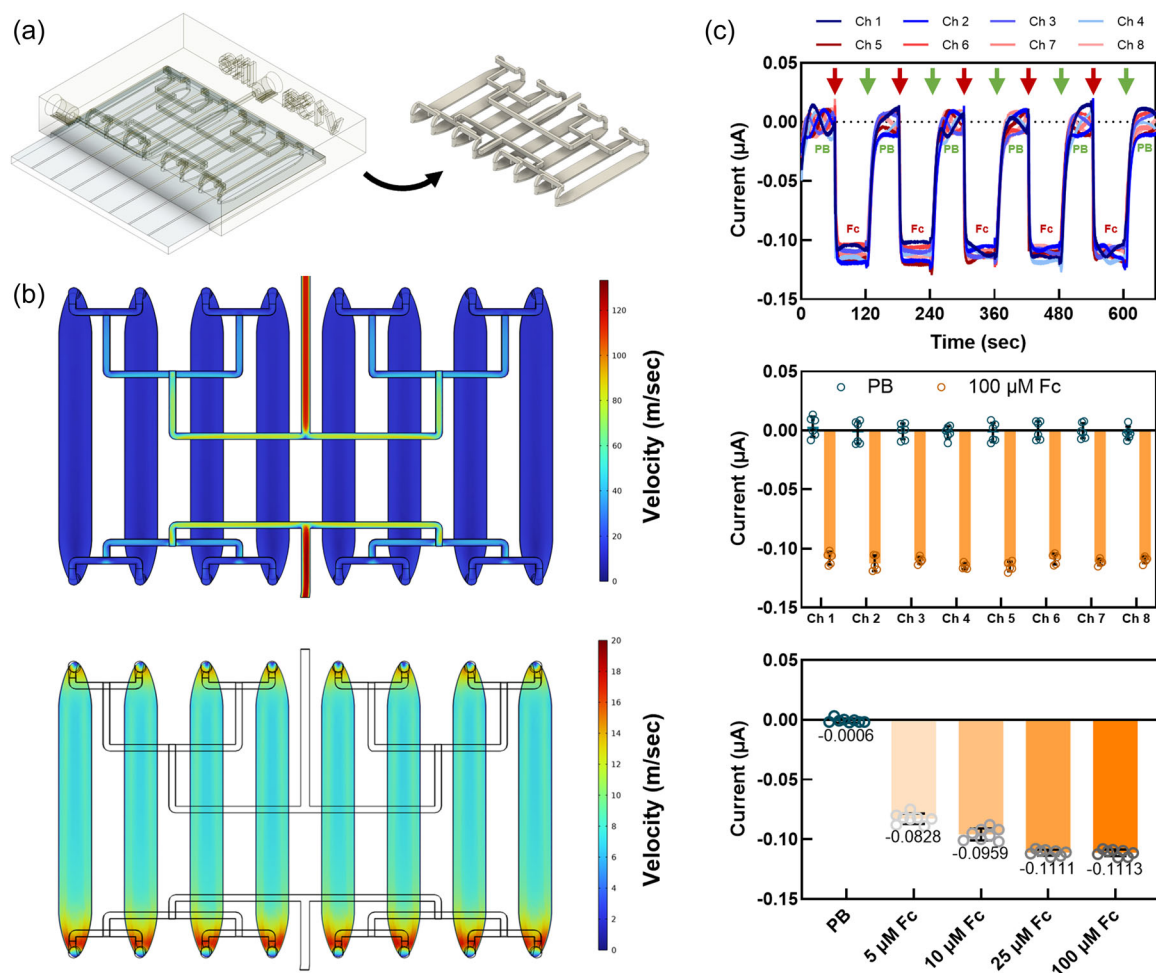 (a)
(b)
Velocity (m/sec)
120
100
80
60
40
20
0
Velocity (m/sec)
20
18
16
14
12
10
8
6
4
2
0
(c)
Ch 1 Ch 2 Ch 3 Ch 4
Ch 5 Ch 6 Ch 7 Ch 8
Current (µA)
0.05
0.00
-0.05
-0.10
-0.15
PB PB PB PB PB PB
Fc Fc Fc Fc Fc
0 120 240 360 480 600
Time (sec)
PB 100 µM Fc
Current (µA)
0.05
0.00
-0.05
-0.10
-0.15
Ch 1 Ch 2 Ch 3 Ch 4 Ch 5 Ch 6 Ch 7 Ch 8
Current (µA)
0.05
0.00
-0.05
-0.10
-0.15
-0.0006
-0.0828
-0.0959
-0.1111
-0.1113
PB 5 µM Fc 10 µM Fc 25 µM Fc 100 µM Fc